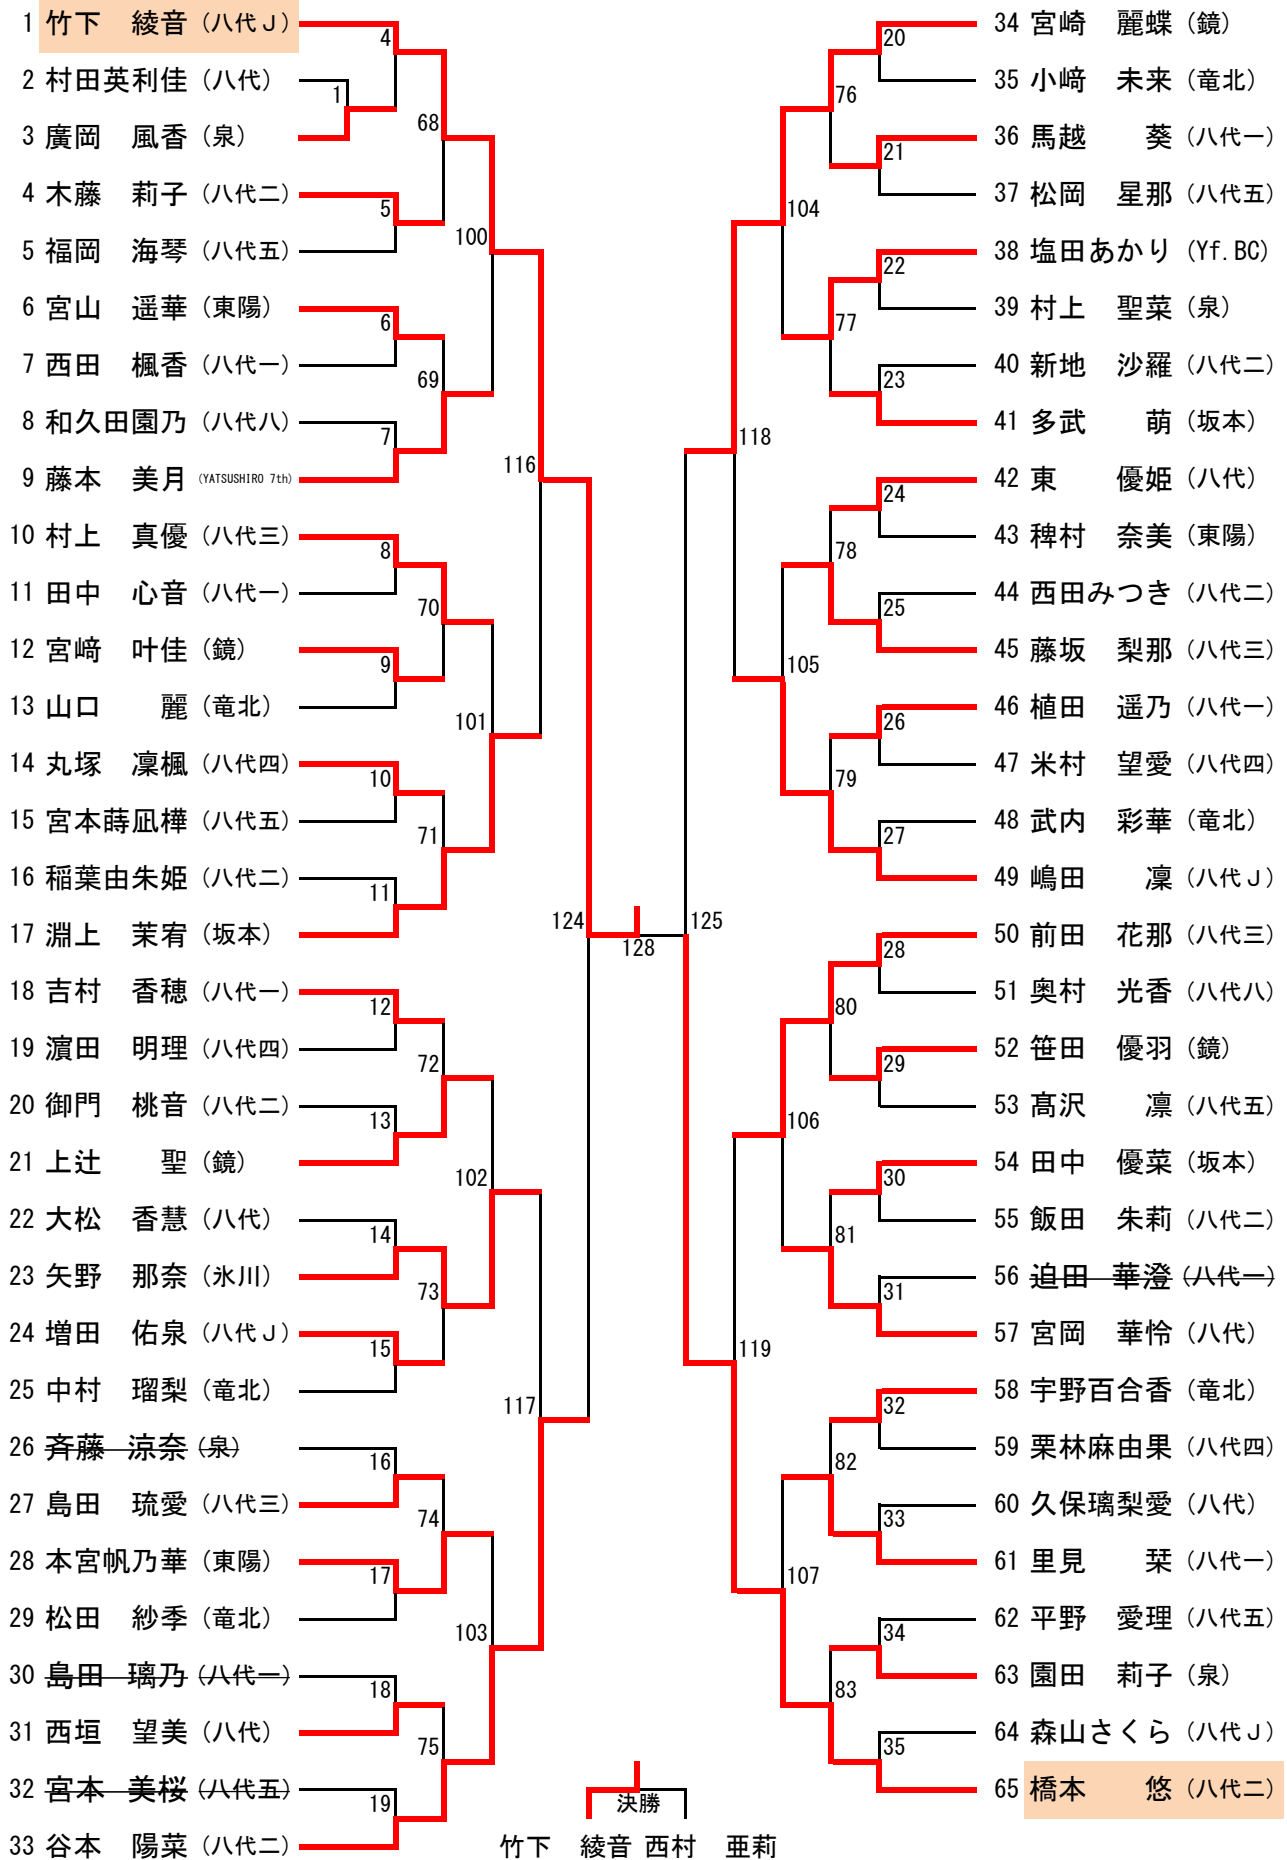 1 竹下　綾音（八代Ｊ）
2 村田英利佳（八代）
3 廣岡　風香（泉）
4 木藤　莉子（八代二）
5 福岡　海琴（八代五）
6 宮山　遥華（東陽）
7 西田　楓香（八代一）
8 和久田園乃（八代八）
9 藤本　美月（YATSUSHIRO 7th）
10 村上　真優（八代三）
11 田中　心音（八代一）
12 宮﨑　叶佳（鏡）
13 山口　　麗（竜北）
14 丸塚　凜楓（八代四）
15 宮本蒔凪樺（八代五）
16 稲葉由朱姫（八代二）
17 淵上　茉宥（坂本）
18 吉村　香穂（八代一）
19 濵田　明理（八代四）
20 御門　桃音（八代二）
21 上辻　　聖（鏡）
22 大松　香慧（八代）
23 矢野　那奈（氷川）
24 増田　佑泉（八代Ｊ）
25 中村　瑠梨（竜北）
26 斉藤　涼奈（泉）
27 島田　琉愛（八代三）
28 本宮帆乃華（東陽）
29 松田　紗季（竜北）
30 島田　璃乃（八代一）
31 西垣　望美（八代）
32 宮本　美桜（八代五）
33 谷本　陽菜（八代二）
1
4
5
6
7
8
9
10
11
12
13
14
15
16
17
18
19
68
69
70
71
72
73
74
75
100
101
102
103
116
117
124
128
125
118
119
104
105
106
107
76
77
78
79
80
81
82
83
20
21
22
23
24
25
26
27
28
29
30
31
32
33
34
35
34 宮崎　麗蝶（鏡）
35 小﨑　未来（竜北）
36 馬越　　葵（八代一）
37 松岡　星那（八代五）
38 塩田あかり（Yf.BC）
39 村上　聖菜（泉）
40 新地　沙羅（八代二）
41 多武　　萌（坂本）
42 東　　優姫（八代）
43 稗村　奈美（東陽）
44 西田みつき（八代二）
45 藤坂　梨那（八代三）
46 植田　遥乃（八代一）
47 米村　望愛（八代四）
48 武内　彩華（竜北）
49 嶋田　　凜（八代Ｊ）
50 前田　花那（八代三）
51 奥村　光香（八代八）
52 笹田　優羽（鏡）
53 髙沢　　凛（八代五）
54 田中　優菜（坂本）
55 飯田　朱莉（八代二）
56 迫田　華澄（八代一）
57 宮岡　華怜（八代）
58 宇野百合香（竜北）
59 栗林麻由果（八代四）
60 久保璃梨愛（八代）
61 里見　　栞（八代一）
62 平野　愛理（八代五）
63 園田　莉子（泉）
64 森山さくら（八代Ｊ）
65 橋本　　悠（八代二）
決勝
竹下　綾音 西村　亜莉